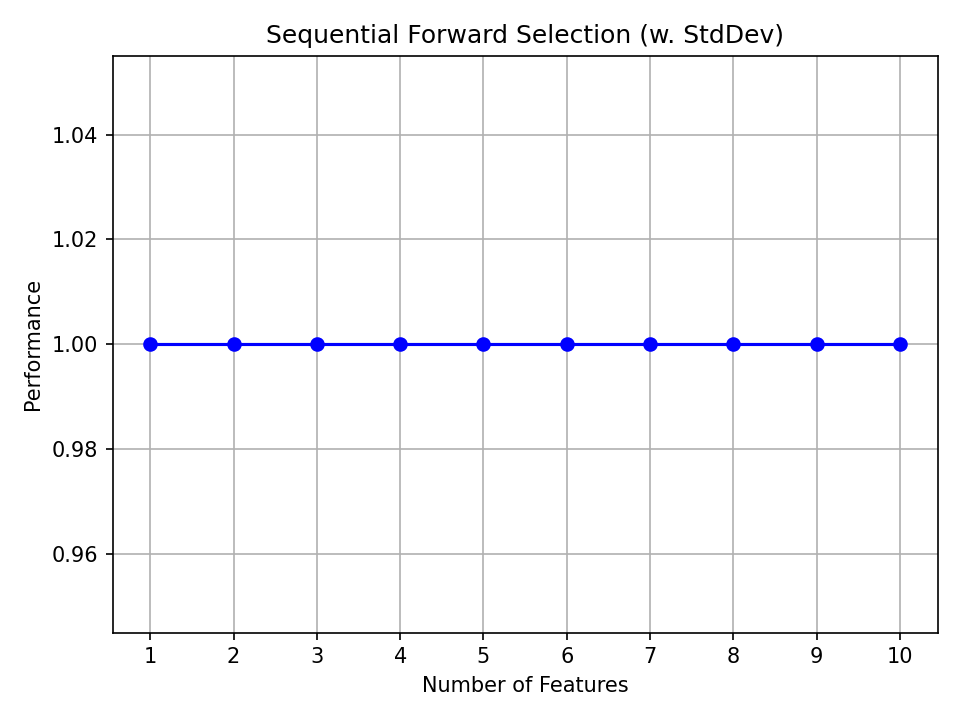 Sequential Forward Selection (w. StdDev)
1.04
1.02
1.00
0.98
0.96
Performance
1 2 3 4 5 6 7 8 9 10
Number of Features